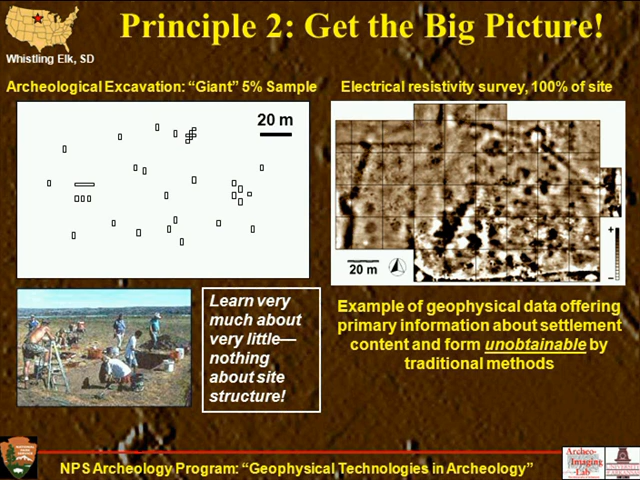 Principle 2: Get the Big Picture!
Whistling Elk, SD
Archeological Excavation: “Giant” 5% Sample
Electrical resistivity survey, 100% of site
20 m
20 m
+
–
Learn very
much about
very little—
nothing
about site
structure!
Example of geophysical data offering
primary information about settlement
content and form unobtainable by
traditional methods
NPS Archeology Program: “Geophysical Technologies in Archeology”
Archeo-
Imaging
Lab